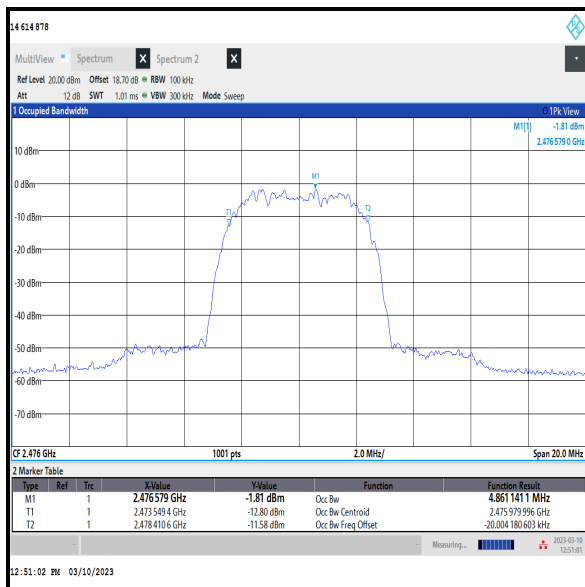 14 614 878
MultiView Spectrum X Spectrum 2 X
Ref Level 20.00 dBm Offset 18.70 dB RBW 100 kHz
Att 12 dB SWT 1.01 ms VBW 300 kHz Mode Sweep
1 Occupied Bandwidth 1Pk View
M1[1] -1.81 dBm
2.476 579 0 GHz
10 dBm
0 dBm
M1
T1
T2
-10 dBm
-20 dBm
-30 dBm
-40 dBm
-50 dBm
-60 dBm
-70 dBm
CF 2.476 GHz 1001 pts 2.0 MHz/ Span 20.0 MHz
2 Marker Table
Type Ref Trc X-Value Y-Value Function Function Result
M1 1 2.476 579 GHz -1.81 dBm Occ Bw 4.861 141 1 MHz
T1 1 2.473 549 4 GHz -12.80 dBm Occ Bw Centroid 2.475 979 996 GHz
T2 1 2.478 410 6 GHz -11.58 dBm Occ Bw Freq Offset -20.004 180 603 kHz
Measuring... 2023-03-10
12:51:01
12:51:02 PM 03/10/2023